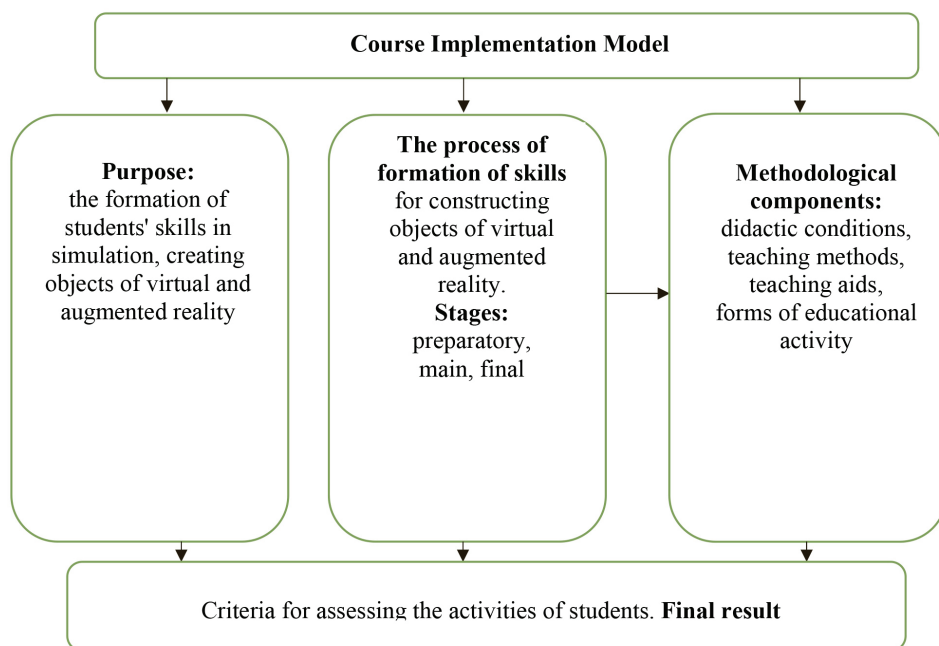 Course Implementation Model
Purpose:
the formation of
students' skills in
simulation, creating
objects of virtual and
augmented reality
The process of
formation of skills
for constructing
objects of virtual
and augmented
reality.
Stages:
preparatory,
main, final
Methodological
components:
didactic conditions,
teaching methods,
teaching aids,
forms of educational
activity
Criteria for assessing the activities of students. Final result